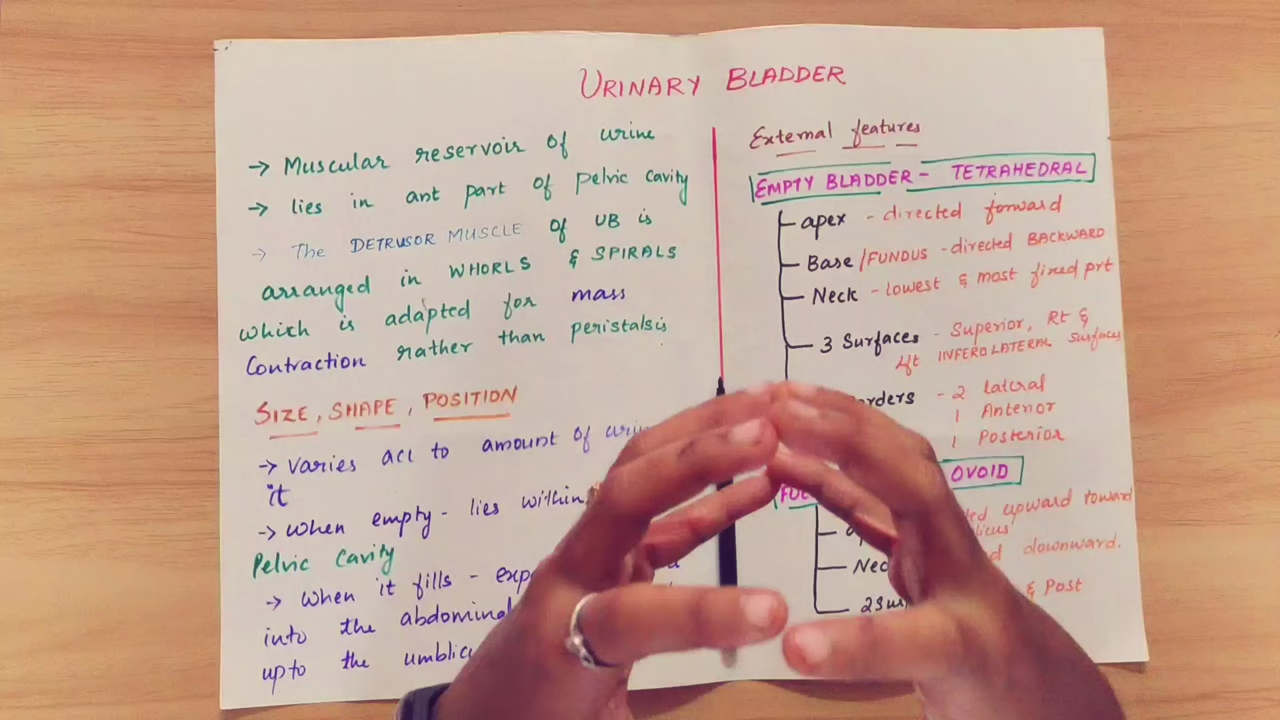 URINARY BLADDER
→ Muscular reservoir of urine
→ lies in ant part of pelvic cavity
→ The DETRUSOR MUSCLE of UB is
arranged in WHORLS & SPIRALS
which is adapted for mass
Contraction rather than peristalsis
SIZE, SHAPE, POSITION
→ Varies acc to amount of
it
→ when empty - lies within
Pelvic Cavity
→ When it fills -
into the
upto the
External features
EMPTY BLADDER - TETRAHEDRAL
apex - directed forward
Base/FUNDUS - directed BACKWARD
Neck - lowest & most fixed prt
3 Surfaces - Superior, Rt &
lft INFEROLATERAL surfaces
- 2 lateral
1 Anterior
1 Posterior
OVOID
upward toward
downward.
& Post